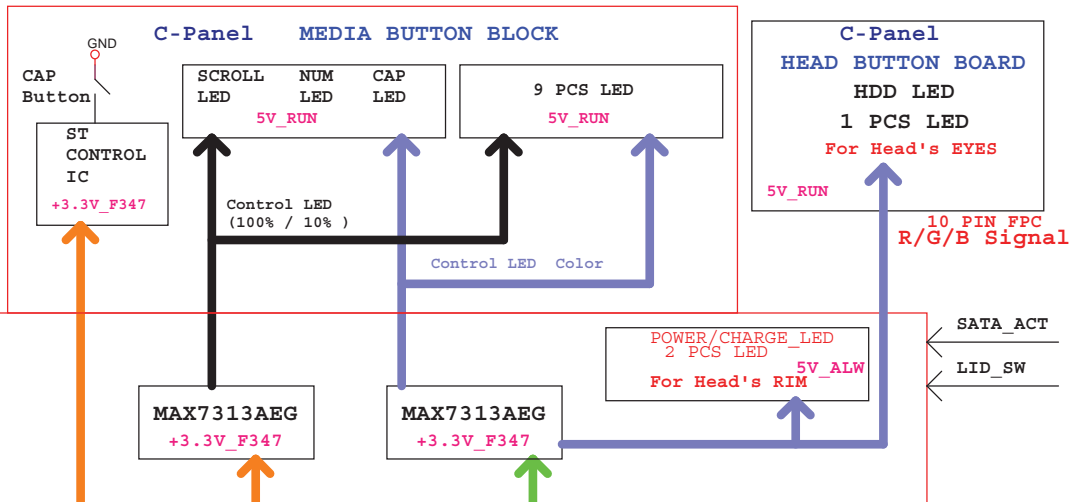 C-Panel MEDIA BUTTON BLOCK
GND
CAP
Button
ST
CONTROL
IC
+3.3V_F347
SCROLL NUM CAP
LED LED LED
5V_RUN
9 PCS LED
5V_RUN
Control LED
(100% / 10% )
Control LED Color
C-Panel
HEAD BUTTON BOARD
HDD LED
1 PCS LED
For Head's EYES
5V_RUN
10 PIN FPC
R/G/B Signal
SATA_ACT
LID_SW
POWER/CHARGE_LED
2 PCS LED
5V_ALW
For Head's RIM
MAX7313AEG
+3.3V_F347
MAX7313AEG
+3.3V_F347